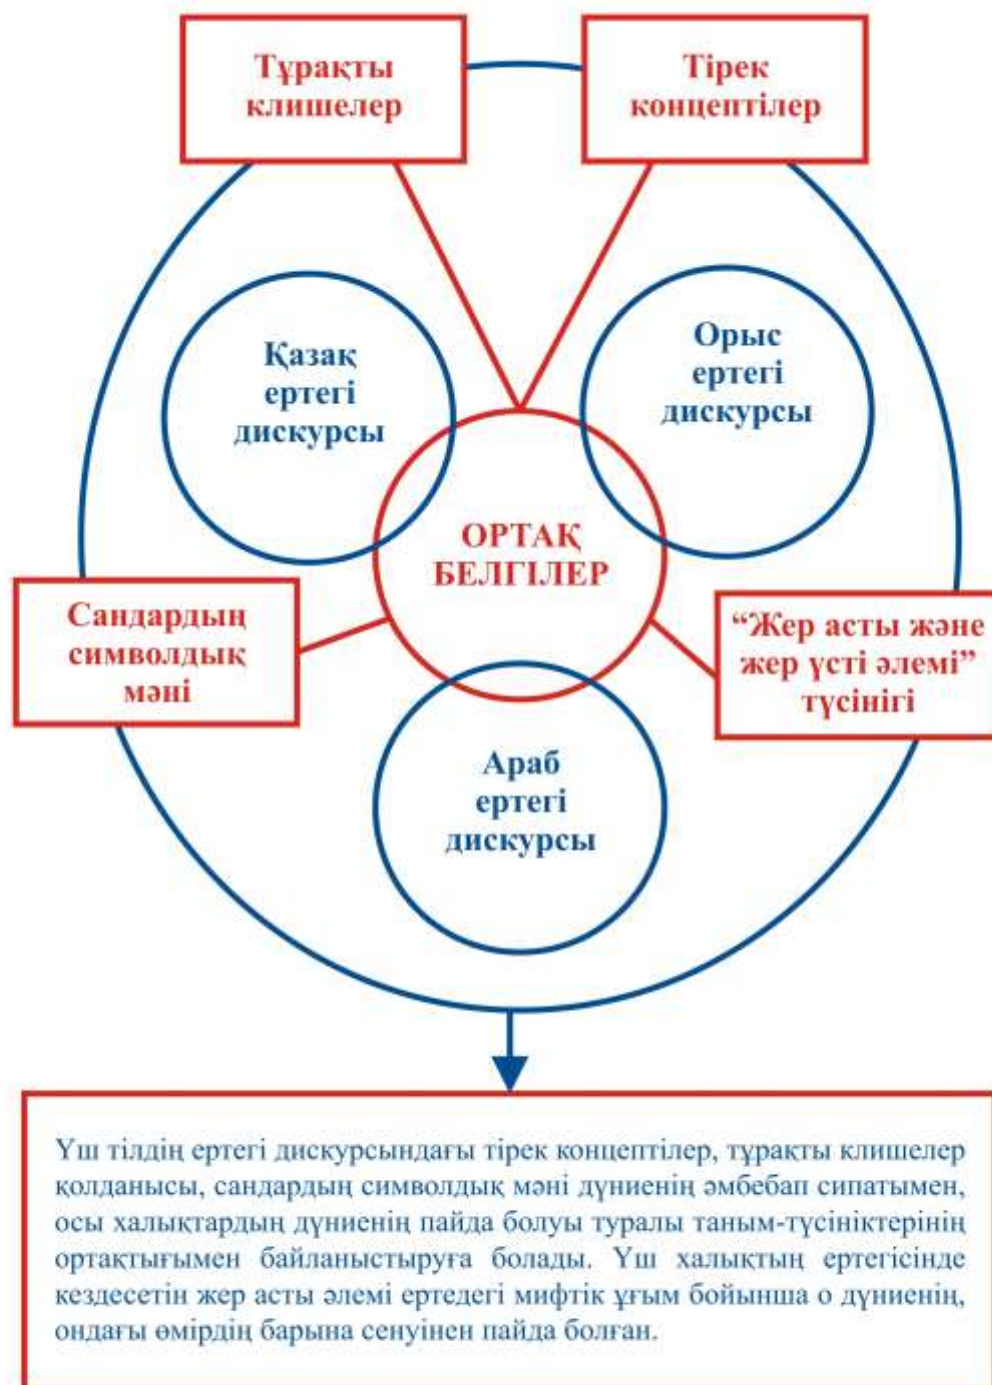 Тұрақты
клишелер
Тірек
концептілер
Қазақ
ертегі
дискурсы
Орыс
ертегі
дискурсы
ОРТАҚ
БЕЛГІЛЕР
Сандардың
символдық
мәні
“Жер асты және
жер үсті әлемі”
түсінігі
Араб
ертегі
дискурсы
Үш тілдің ертегі дискурсындағы тірек концептілер, тұрақты клишелер
қолданысы, сандардың символдық мәні дүниенің әмбебап сипатымен,
осы халықтардың дүниенің пайда болуы туралы таным-түсініктерінің
ортақтығымен байланыстыруға болады. Үш халықтың ертегісінде
кездесетін жер асты әлемі ертедегі мифтік ұғым бойынша о дүниенің,
ондағы өмірдің барына сенуінен пайда болған.